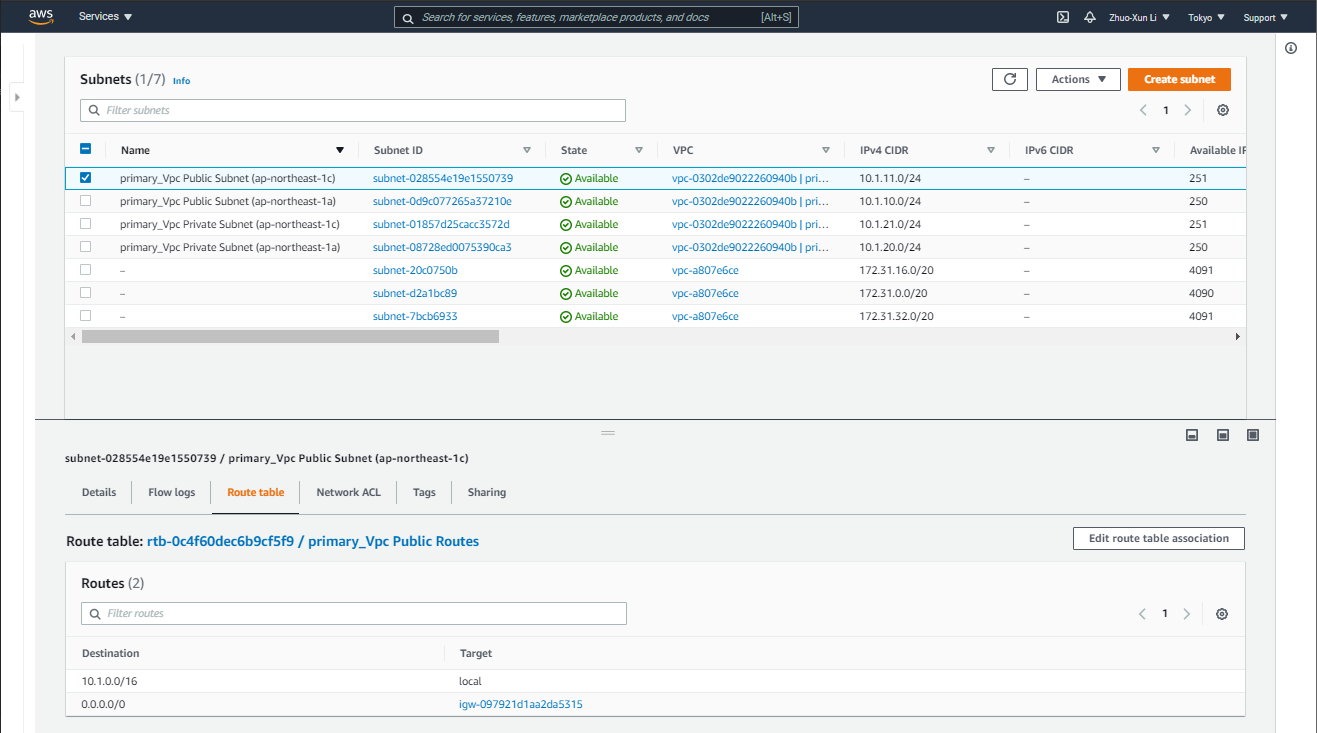 aws Services Search for services, features, marketplace products, and docs [Alt+S] Zhuo-Xun Li Tokyo Support
Subnets (1/7) Info Actions Create subnet
Filter subnets 1
Name Subnet ID State VPC IPv4 CIDR IPv6 CIDR Available IP
primary_Vpc Public Subnet (ap-northeast-1c) subnet-028554e19e1550739 Available vpc-0302de9022260940b | pri… 10.1.11.0/24 – 251
primary_Vpc Public Subnet (ap-northeast-1a) subnet-0d9c077265a37210e Available vpc-0302de9022260940b | pri… 10.1.10.0/24 – 250
primary_Vpc Private Subnet (ap-northeast-1c) subnet-01857d25cacc3572d Available vpc-0302de9022260940b | pri… 10.1.21.0/24 – 251
primary_Vpc Private Subnet (ap-northeast-1a) subnet-08728ed0075390ca3 Available vpc-0302de9022260940b | pri… 10.1.20.0/24 – 250
– subnet-20c0750b Available vpc-a807e6ce 172.31.16.0/20 – 4091
– subnet-d2a1bc89 Available vpc-a807e6ce 172.31.0.0/20 – 4090
– subnet-7bcb6933 Available vpc-a807e6ce 172.31.32.0/20 – 4091
subnet-028554e19e1550739 / primary_Vpc Public Subnet (ap-northeast-1c)
Details Flow logs Route table Network ACL Tags Sharing
Route table: rtb-0c4f60dec6b9cf5f9 / primary_Vpc Public Routes Edit route table association
Routes (2)
Filter routes 1
Destination Target
10.1.0.0/16 local
0.0.0.0/0 igw-097921d1aa2da5315